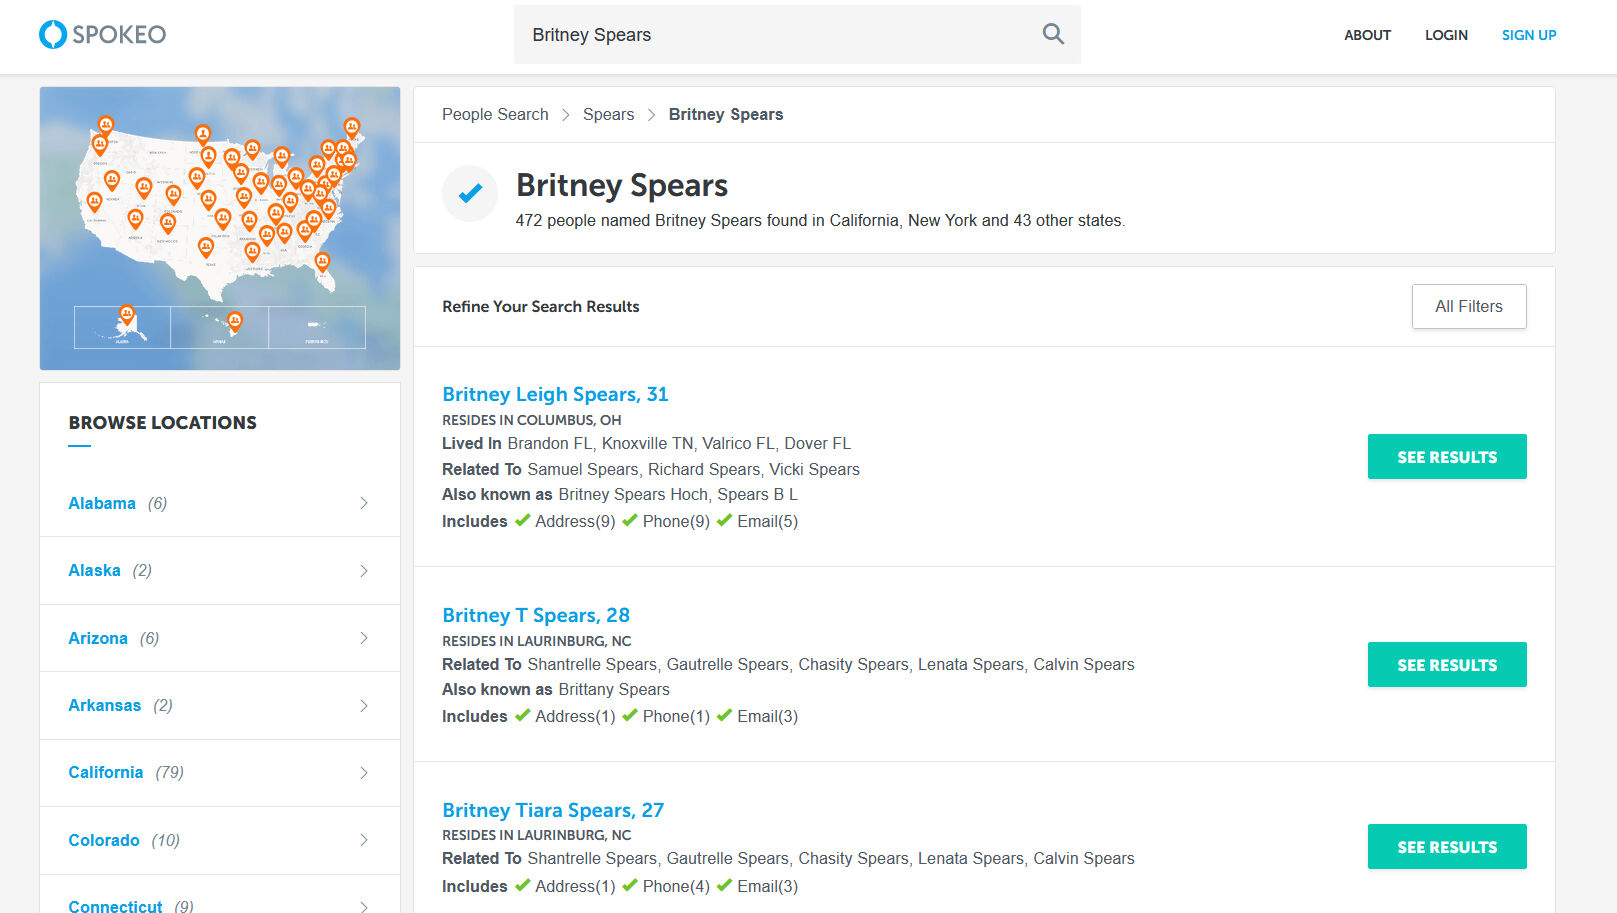 SPOKEO
Britney Spears
ABOUT
LOGIN
SIGN UP
BROWSE LOCATIONS
Alabama (6)
Alaska (2)
Arizona (6)
Arkansas (2)
California (79)
Colorado (10)
Connecticut (9)
People Search > Spears > Britney Spears
Britney Spears
472 people named Britney Spears found in California, New York and 43 other states.
Refine Your Search Results
All Filters
Britney Leigh Spears, 31
RESIDES IN COLUMBUS, OH
Lived In Brandon FL, Knoxville TN, Valrico FL, Dover FL
Related To Samuel Spears, Richard Spears, Vicki Spears
Also known as Britney Spears Hoch, Spears B L
Includes ✓ Address(9) ✓ Phone(9) ✓ Email(5)
SEE RESULTS
Britney T Spears, 28
RESIDES IN LAURINBURG, NC
Related To Shantrelle Spears, Gautrelle Spears, Chasity Spears, Lenata Spears, Calvin Spears
Also known as Brittany Spears
Includes ✓ Address(1) ✓ Phone(1) ✓ Email(3)
SEE RESULTS
Britney Tiara Spears, 27
RESIDES IN LAURINBURG, NC
Related To Shantrelle Spears, Gautrelle Spears, Chasity Spears, Lenata Spears, Calvin Spears
Includes ✓ Address(1) ✓ Phone(4) ✓ Email(3)
SEE RESULTS